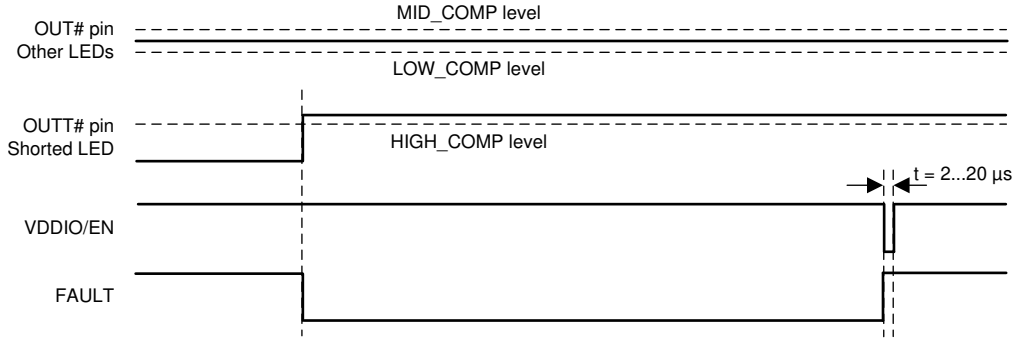 MID_COMP level
OUT# pin
Other LEDs
LOW_COMP level
OUTT# pin
Shorted LED
HIGH_COMP level
t = 2...20 µs
VDDIO/EN
FAULT